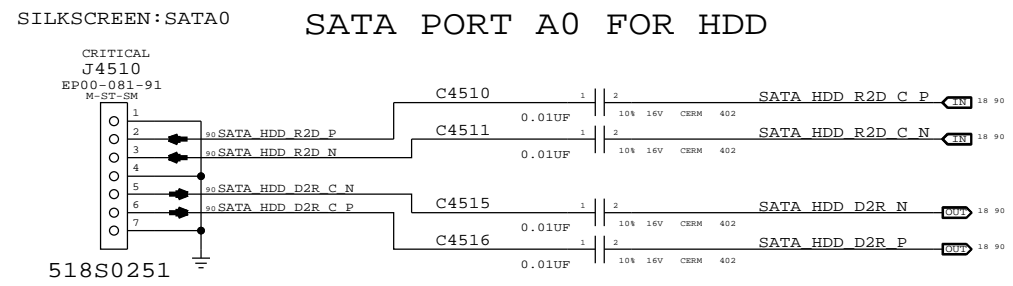 SILKSCREEN:SATA0
SATA PORT A0 FOR HDD
CRITICAL
J4510
EP00-081-91
M-ST-SM
1
2
3
4
5
6
7
518S0251
90 SATA_HDD_R2D_P
90 SATA_HDD_R2D_N
90 SATA_HDD_D2R_C_N
90 SATA_HDD_D2R_C_P
C4510 1 2 SATA_HDD_R2D_C_P IN 18 90
0.01UF 10% 16V CERM 402
C4511 1 2 SATA_HDD_R2D_C_N IN 18 90
0.01UF 10% 16V CERM 402
C4515 1 2 SATA_HDD_D2R_N OUT 18 90
0.01UF 10% 16V CERM 402
C4516 1 2 SATA_HDD_D2R_P OUT 18 90
0.01UF 10% 16V CERM 402